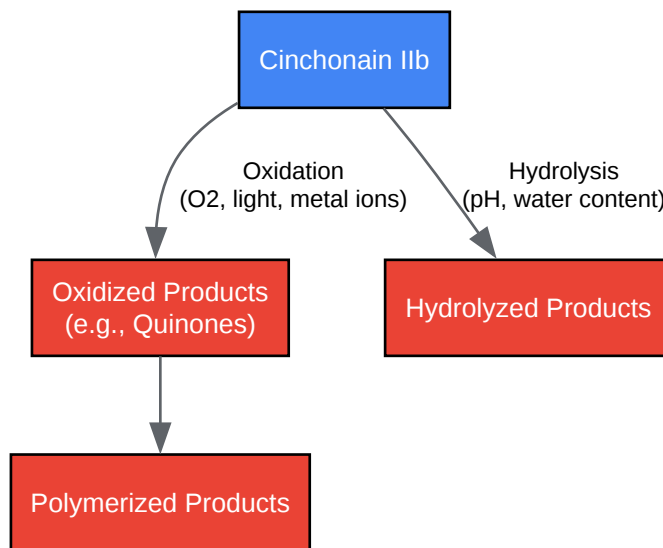 Cinchonain IIb
Oxidation
(O2, light, metal ions)
Hydrolysis
(pH, water content)
Oxidized Products
(e.g., Quinones)
Hydrolyzed Products
Polymerized Products